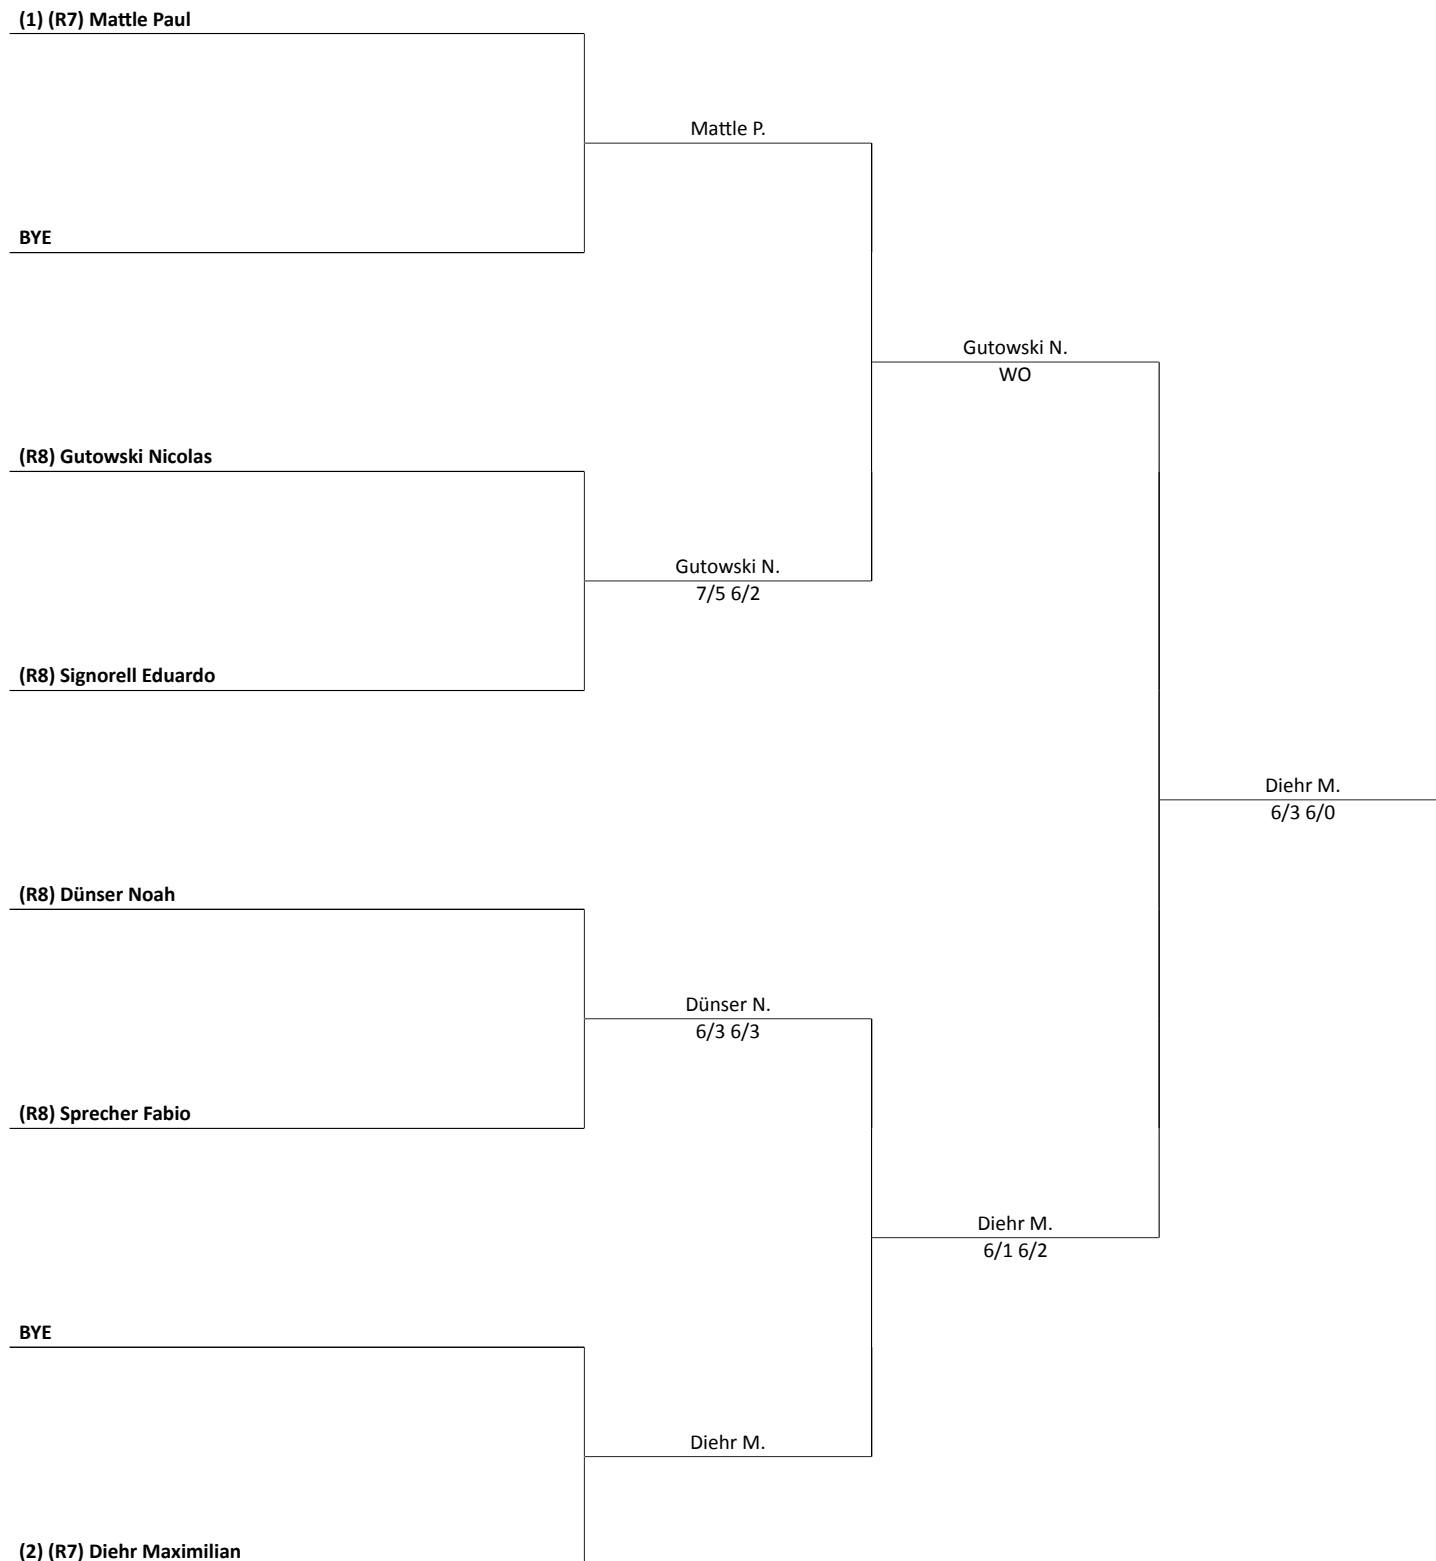 (1) (R7) Mattle Paul
Mattle P.
BYE
Gutowski N.
WO
(R8) Gutowski Nicolas
Gutowski N.
7/5 6/2
(R8) Signorell Eduardo
Diehr M.
6/3 6/0
(R8) Dünser Noah
Dünser N.
6/3 6/3
(R8) Sprecher Fabio
Diehr M.
6/1 6/2
BYE
Diehr M.
(2) (R7) Diehr Maximilian